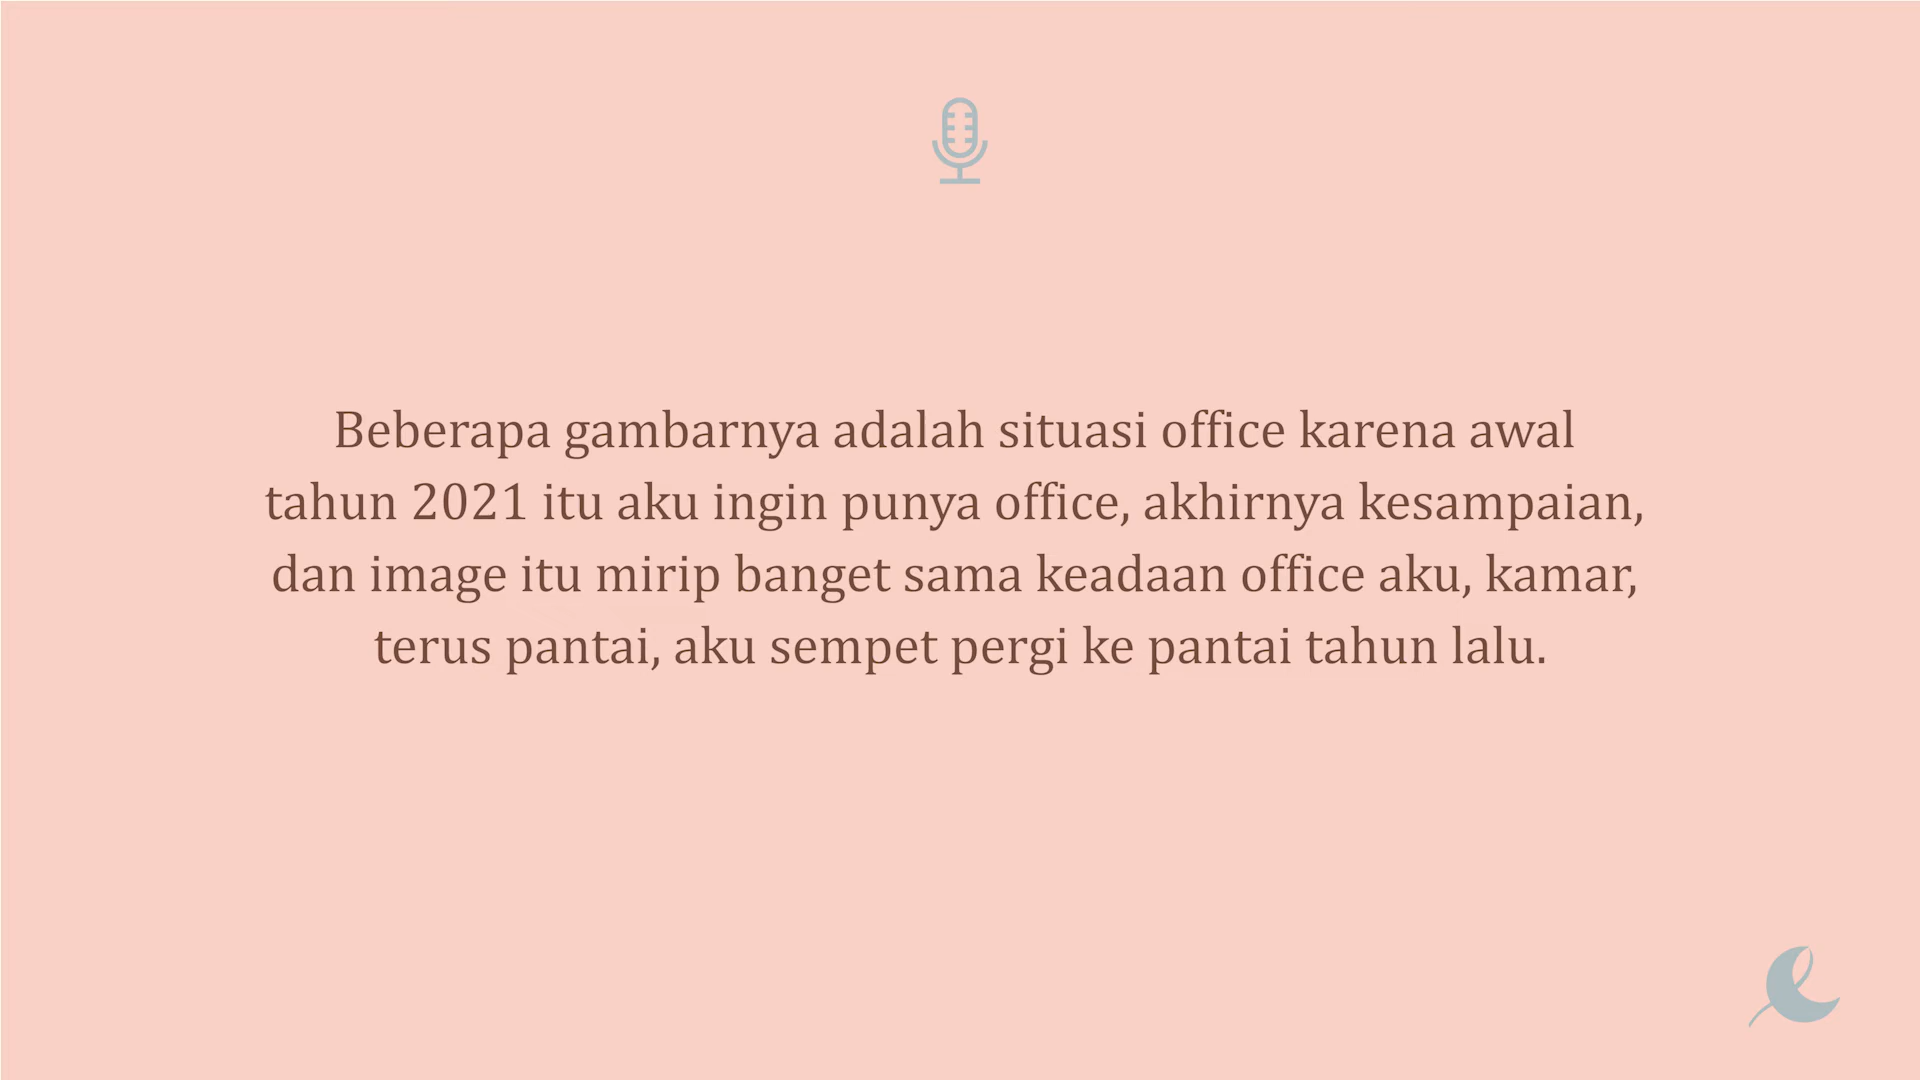 Beberapa gambarnya adalah situasi office karena awal
tahun 2021 itu aku ingin punya office, akhirnya kesampaian,
dan image itu mirip banget sama keadaan office aku, kamar,
terus pantai, aku sempet pergi ke pantai tahun lalu.